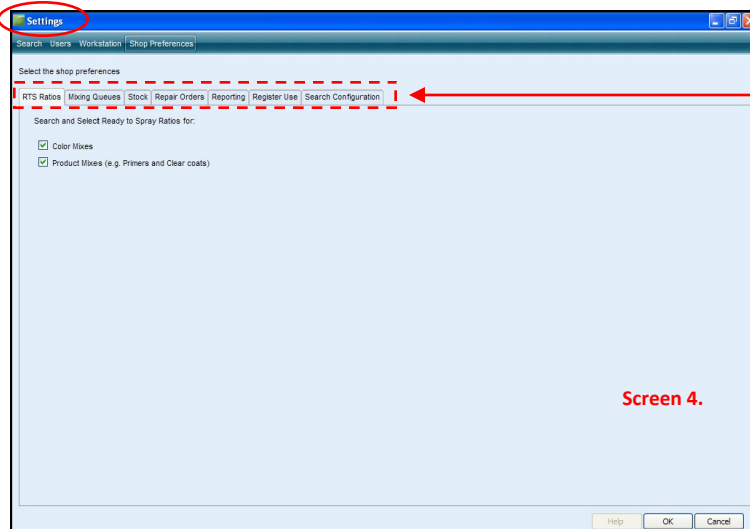 Settings
Search Users Workstation Shop Preferences
Select the shop preferences
RTS Ratios Mixing Queues Stock Repair Orders Reporting Register Use Search Configuration
Search and Select Ready to Spray Ratios for:
Color Mixes
Product Mixes (e.g. Primers and Clear coats)
Screen 4.
Help OK Cancel